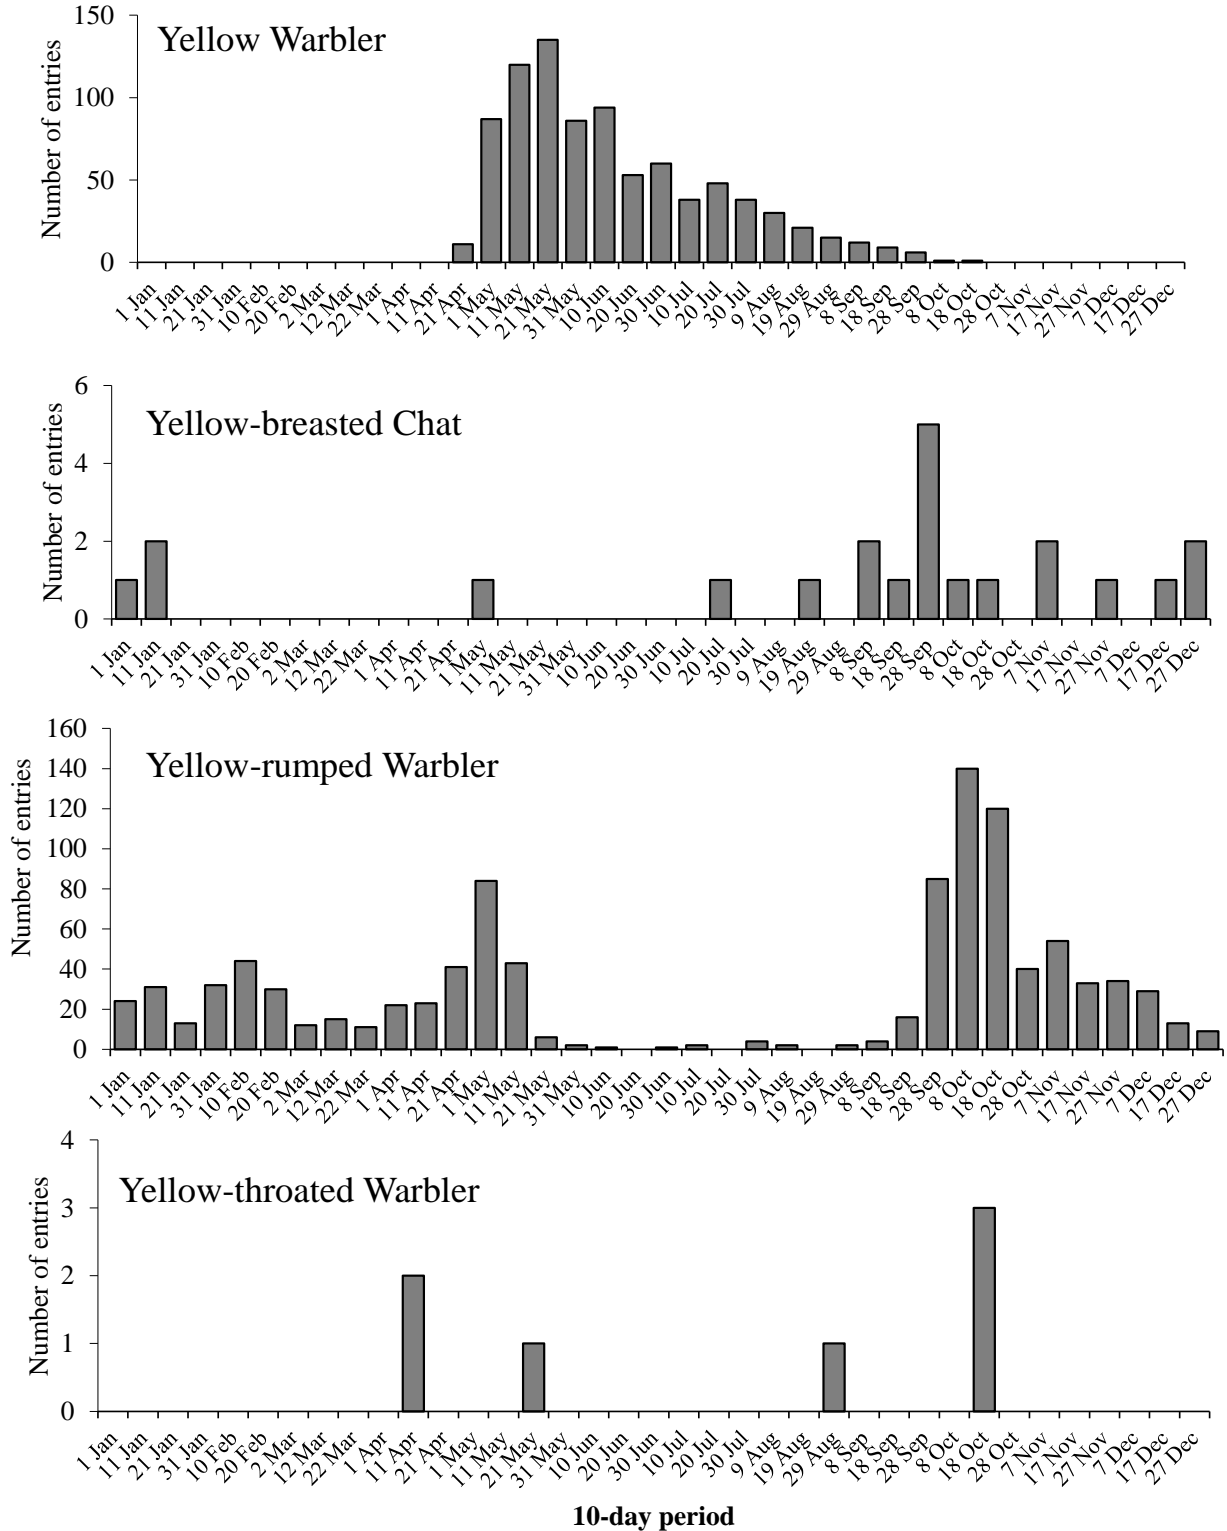 Yellow Warbler
Number of entries
150
100
50
0
1 Jan
11 Jan
21 Jan
31 Jan
10 Feb
20 Feb
2 Mar
12 Mar
22 Mar
1 Apr
11 Apr
21 Apr
1 May
11 May
21 May
31 May
10 Jun
20 Jun
30 Jun
10 Jul
20 Jul
30 Jul
9 Aug
19 Aug
29 Aug
8 Sep
18 Sep
28 Sep
8 Oct
18 Oct
28 Oct
7 Nov
17 Nov
27 Nov
7 Dec
17 Dec
27 Dec
Yellow-breasted Chat
Number of entries
6
4
2
0
1 Jan
11 Jan
21 Jan
31 Jan
10 Feb
20 Feb
2 Mar
12 Mar
22 Mar
1 Apr
11 Apr
21 Apr
1 May
11 May
21 May
31 May
10 Jun
20 Jun
30 Jun
10 Jul
20 Jul
30 Jul
9 Aug
19 Aug
29 Aug
8 Sep
18 Sep
28 Sep
8 Oct
18 Oct
28 Oct
7 Nov
17 Nov
27 Nov
7 Dec
17 Dec
27 Dec
Yellow-rumped Warbler
Number of entries
160
140
120
100
80
60
40
20
0
1 Jan
11 Jan
21 Jan
31 Jan
10 Feb
20 Feb
2 Mar
12 Mar
22 Mar
1 Apr
11 Apr
21 Apr
1 May
11 May
21 May
31 May
10 Jun
20 Jun
30 Jun
10 Jul
20 Jul
30 Jul
9 Aug
19 Aug
29 Aug
8 Sep
18 Sep
28 Sep
8 Oct
18 Oct
28 Oct
7 Nov
17 Nov
27 Nov
7 Dec
17 Dec
27 Dec
Yellow-throated Warbler
Number of entries
4
3
2
1
0
1 Jan
11 Jan
21 Jan
31 Jan
10 Feb
20 Feb
2 Mar
12 Mar
22 Mar
1 Apr
11 Apr
21 Apr
1 May
11 May
21 May
31 May
10 Jun
20 Jun
30 Jun
10 Jul
20 Jul
30 Jul
9 Aug
19 Aug
29 Aug
8 Sep
18 Sep
28 Sep
8 Oct
18 Oct
28 Oct
7 Nov
17 Nov
27 Nov
7 Dec
17 Dec
27 Dec
10-day period